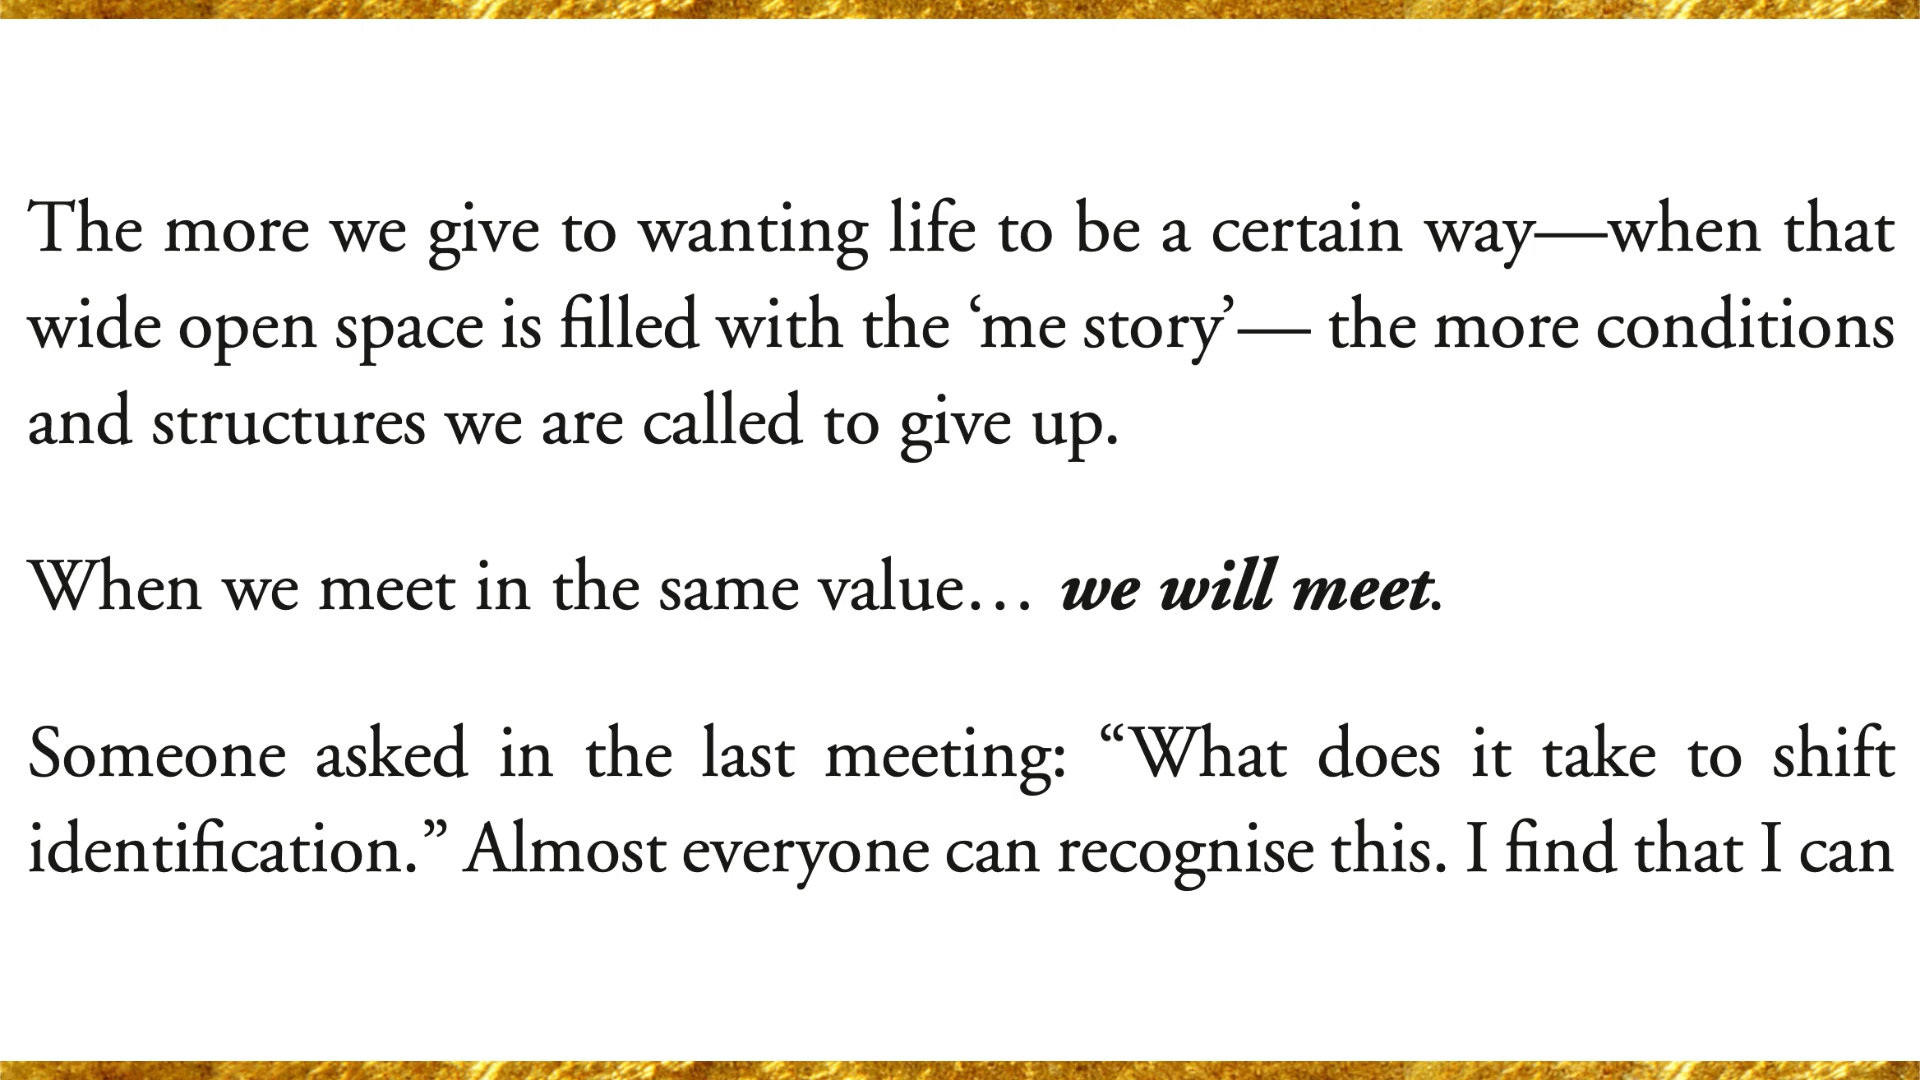 The more we give to wanting life to be a certain way—when that
wide open space is filled with the ‘me story’— the more conditions
and structures we are called to give up.
When we meet in the same value… we will meet.
Someone asked in the last meeting: “What does it take to shift
identification.” Almost everyone can recognise this. I find that I can